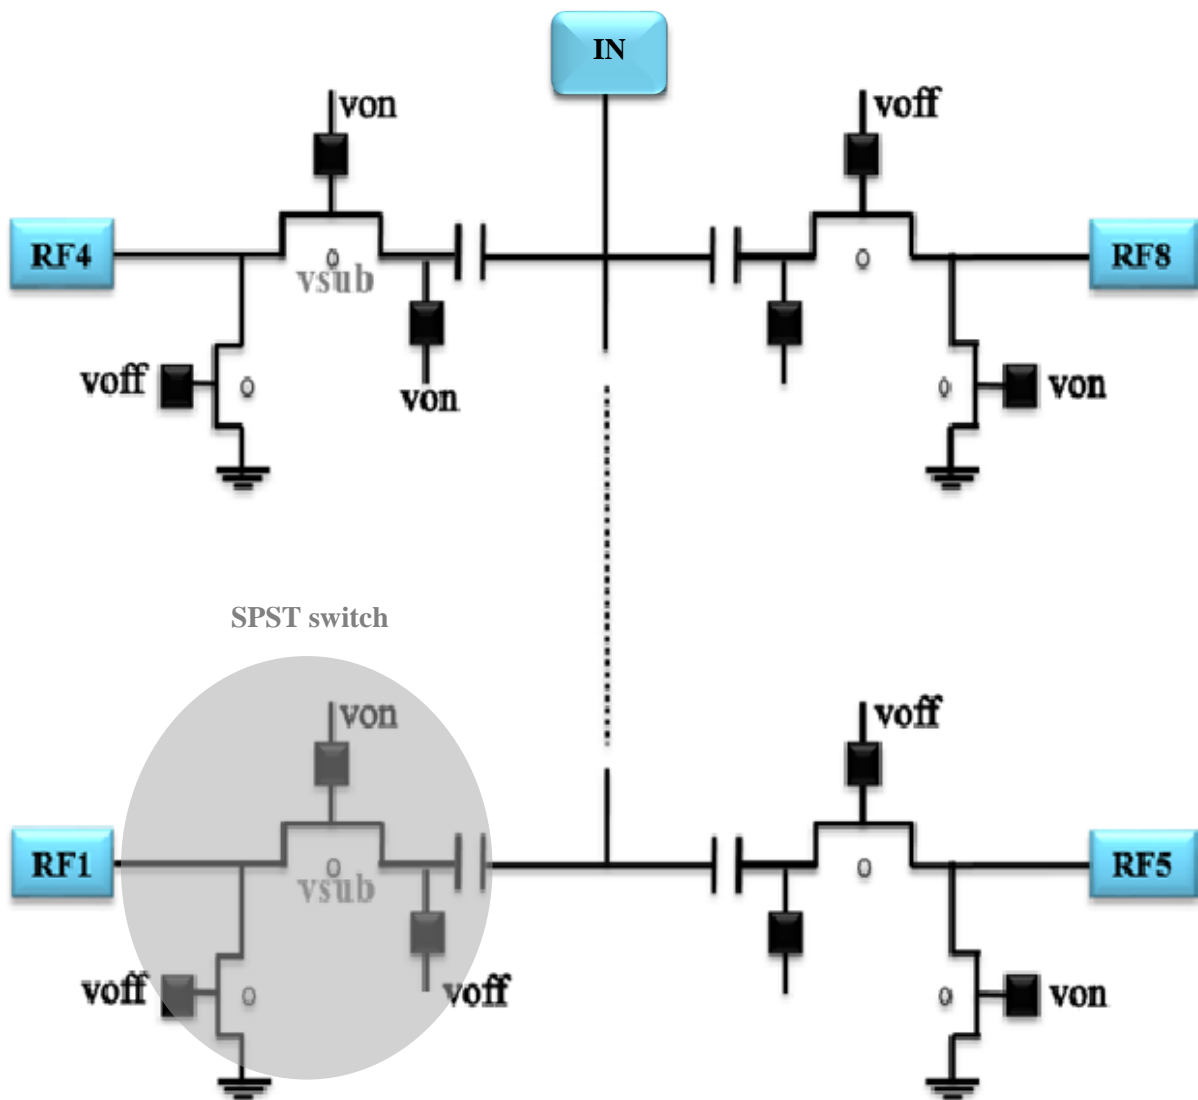 IN
von
voff
RF4
o
vsub
o
RF8
voff
o
von
o
von
SPST switch
von
voff
RF1
o
vsub
o
RF5
voff
o
voff
o
von